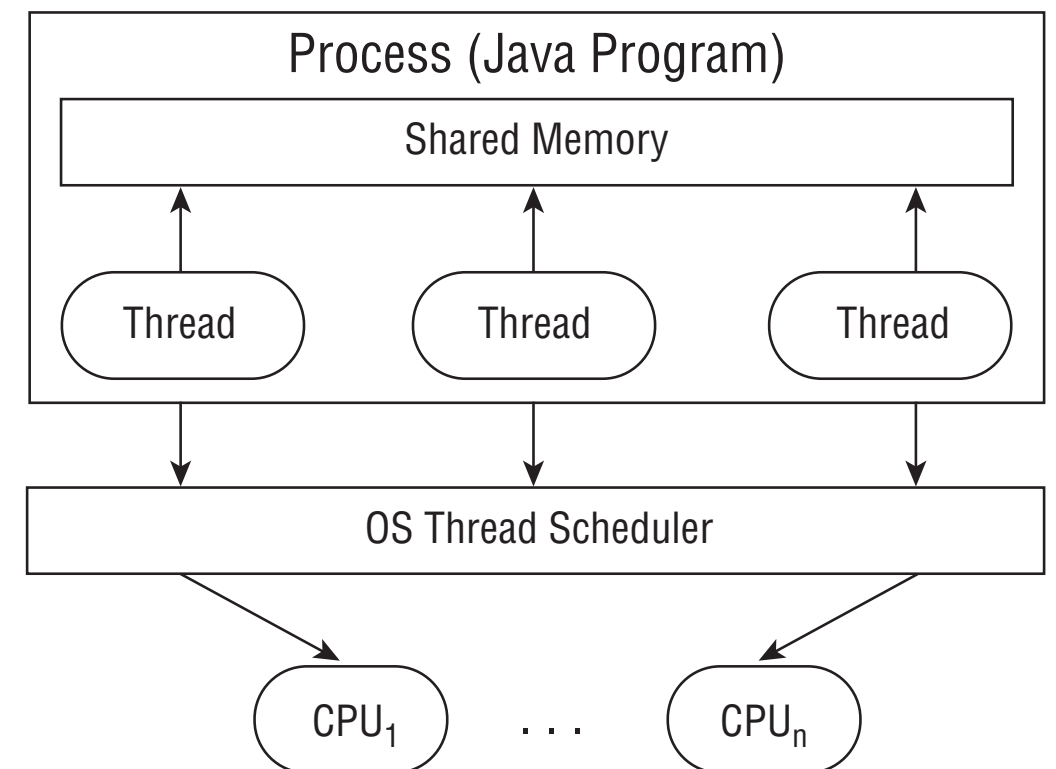 Process (Java Program)
Shared Memory
Thread Thread Thread
OS Thread Scheduler
CPU₁ . . . CPUₙ